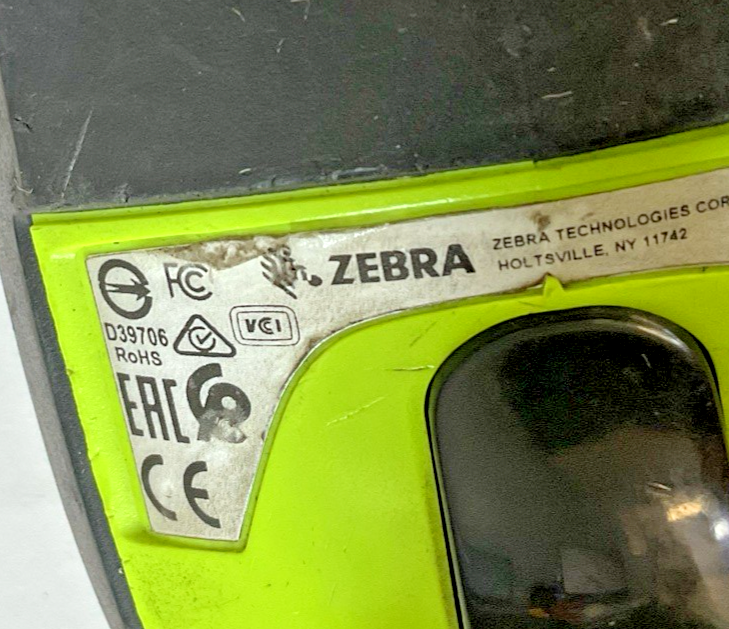 ZEBRA
ZEBRA TECHNOLOGIES COR
HOLTSVILLE, NY 11742
FC
D39706
RoHS
VCI
EAC
CE